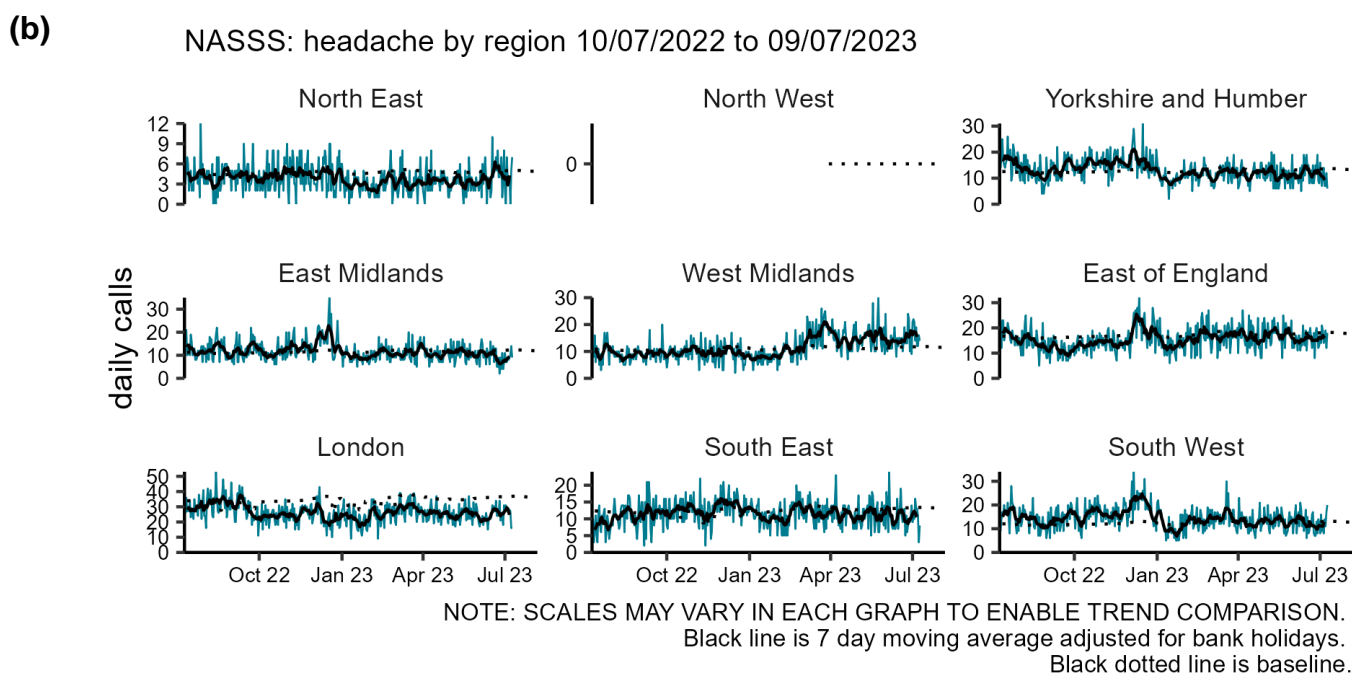 (b)
NASSS: headache by region 10/07/2022 to 09/07/2023
North East
North West
Yorkshire and Humber
12
9
6
3
0
0
30
20
10
0
daily calls
East Midlands
West Midlands
East of England
30
20
10
0
30
20
10
0
30
20
10
0
London
South East
South West
50
40
30
20
10
0
20
15
10
5
0
30
20
10
0
Oct 22 Jan 23 Apr 23 Jul 23
Oct 22 Jan 23 Apr 23 Jul 23
Oct 22 Jan 23 Apr 23 Jul 23
NOTE: SCALES MAY VARY IN EACH GRAPH TO ENABLE TREND COMPARISON.
Black line is 7 day moving average adjusted for bank holidays.
Black dotted line is baseline.